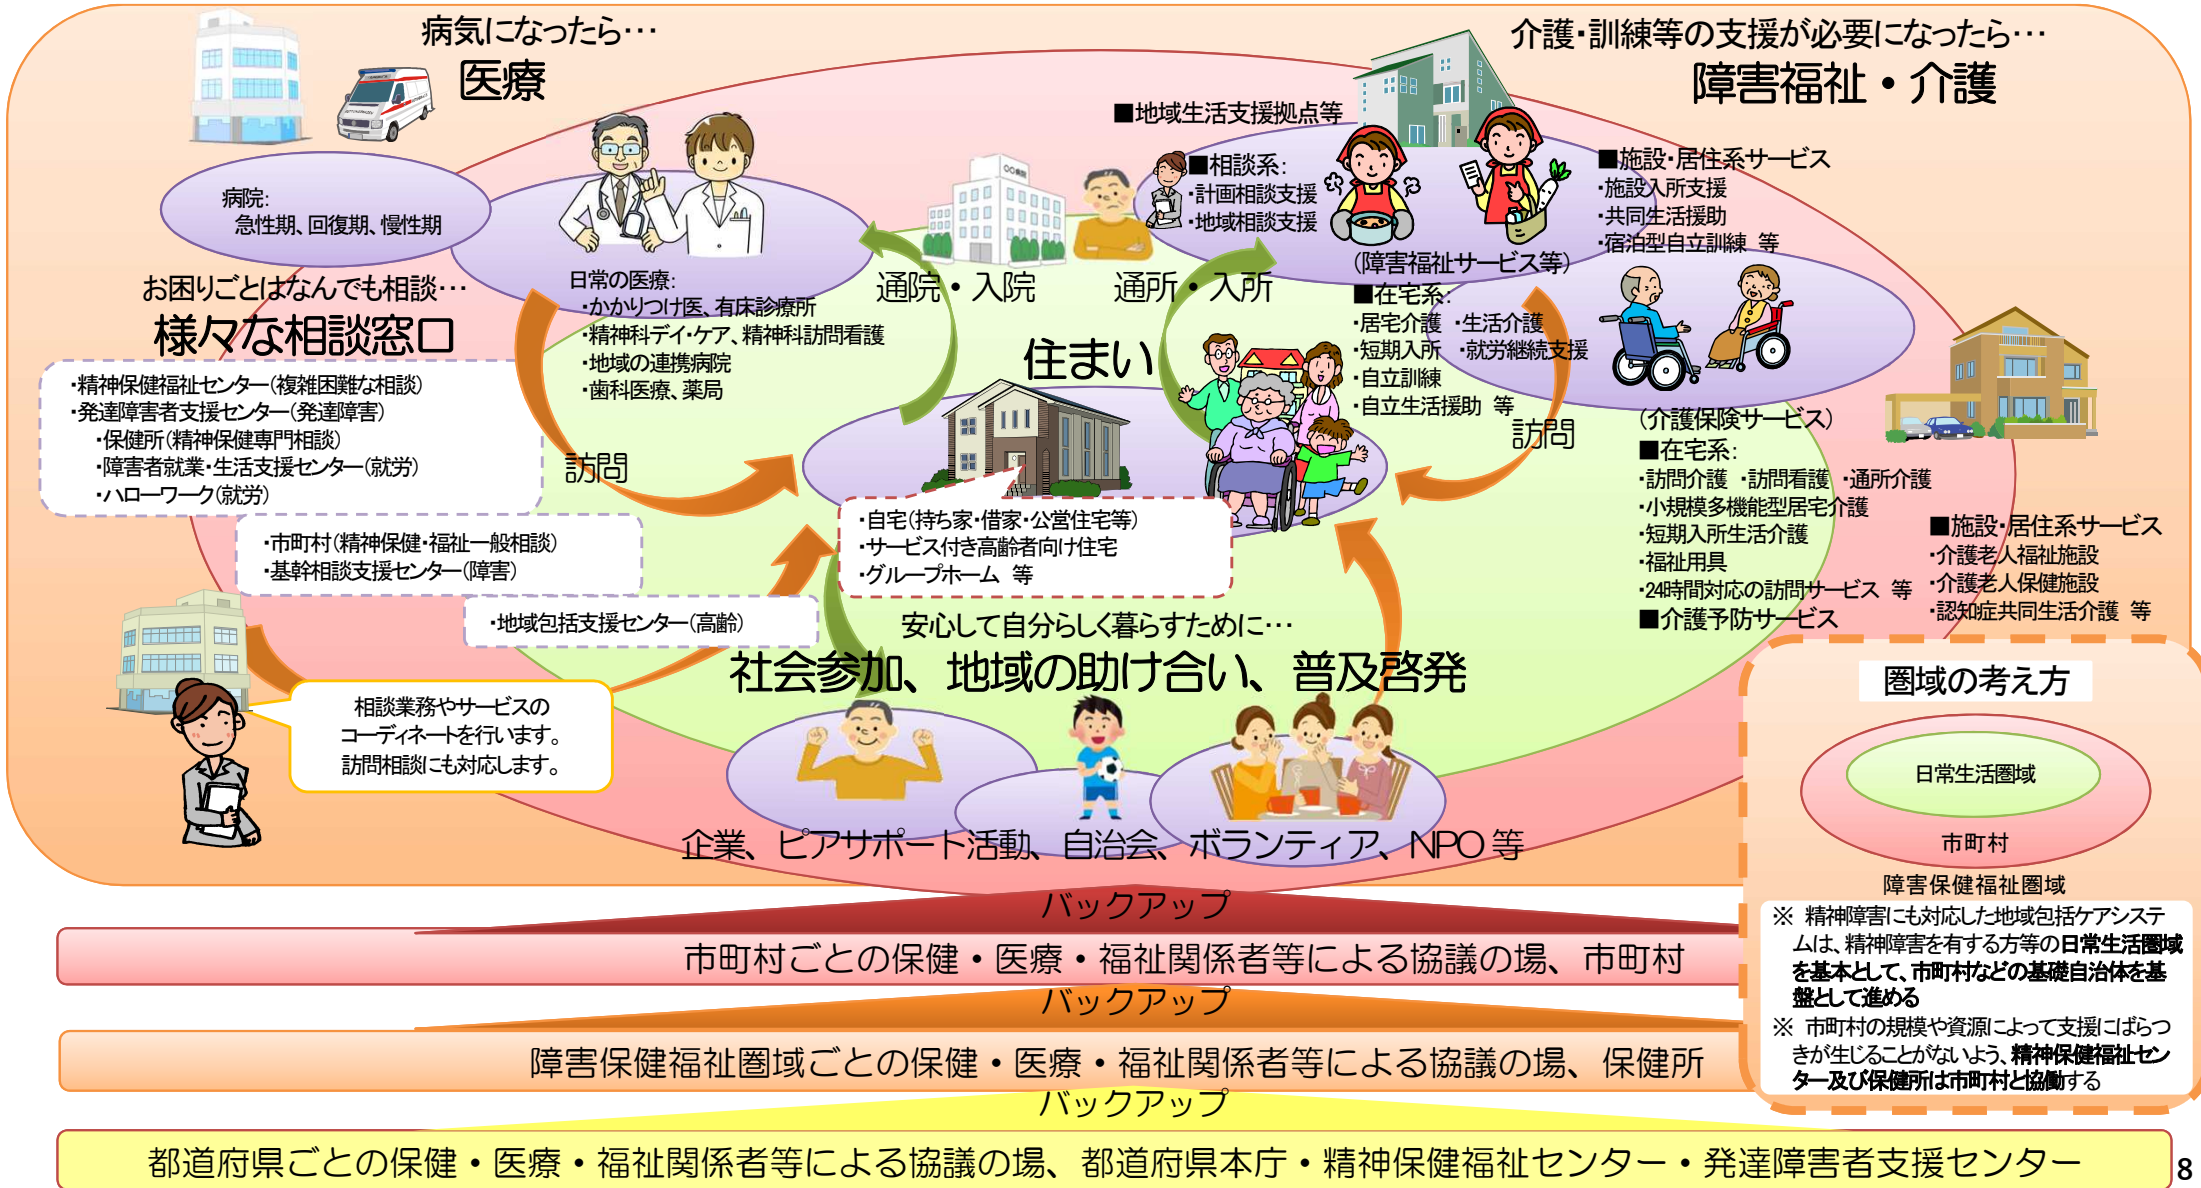 病気になったら…
医療
病院:
急性期、回復期、慢性期
日常の医療:
・かかりつけ医、有床診療所
・精神科デイ・ケア、精神科訪問看護
・地域の連携病院
・歯科医療、薬局
○○病院
通院・入院
介護・訓練等の支援が必要になったら…
障害福祉・介護
■地域生活支援拠点等
■相談系:
・計画相談支援
・地域相談支援
通所・入所
(障害福祉サービス等)
■在宅系:
・居宅介護 ・生活介護
・短期入所 ・就労継続支援
・自立訓練
・自立生活援助 等
■施設・居住系サービス
・施設入所支援
・共同生活援助
・宿泊型自立訓練 等
訪問
(介護保険サービス)
■在宅系:
・訪問介護 ・訪問看護 ・通所介護
・小規模多機能型居宅介護
・短期入所生活介護
・福祉用具
・24時間対応の訪問サービス 等
■介護予防サービス
■施設・居住系サービス
・介護老人福祉施設
・介護老人保健施設
・認知症共同生活介護 等
お困りごとはなんでも相談…
様々な相談窓口
・精神保健福祉センター(複雑困難な相談)
・発達障害者支援センター(発達障害)
・保健所(精神保健専門相談)
・障害者就業・生活支援センター(就労)
・ハローワーク(就労)
・市町村(精神保健・福祉一般相談)
・基幹相談支援センター(障害)
・地域包括支援センター(高齢)
訪問
相談業務やサービスの
コーディネートを行います。
訪問相談にも対応します。
住まい
・自宅(持ち家・借家・公営住宅等)
・サービス付き高齢者向け住宅
・グループホーム 等
安心して自分らしく暮らすために…
社会参加、地域の助け合い、普及啓発
企業、ピアサポート活動、自治会、ボランティア、NPO 等
圏域の考え方
日常生活圏域
市町村
障害保健福祉圏域
※ 精神障害にも対応した地域包括ケアシステ
ムは、精神障害を有する方等の日常生活圏域
を基本として、市町村などの基礎自治体を基
盤として進める
※ 市町村の規模や資源によって支援にばらつ
きが生じることがないよう、精神保健福祉セン
ター及び保健所は市町村と協働する
バックアップ
市町村ごとの保健・医療・福祉関係者等による協議の場、市町村
バックアップ
障害保健福祉圏域ごとの保健・医療・福祉関係者等による協議の場、保健所
バックアップ
都道府県ごとの保健・医療・福祉関係者等による協議の場、都道府県本庁・精神保健福祉センター・発達障害者支援センター
8